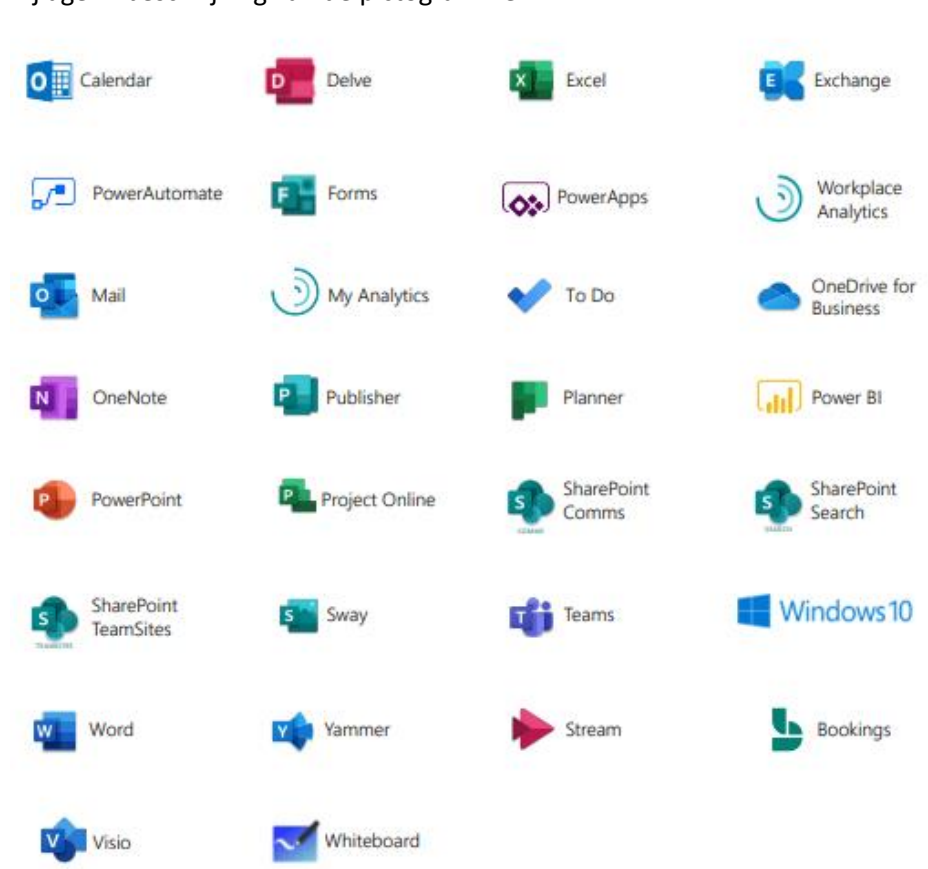 Calendar
Delve
Excel
Exchange
PowerAutomate
Forms
PowerApps
Workplace
Analytics
Mail
My Analytics
To Do
OneDrive for
Business
OneNote
Publisher
Planner
Power BI
PowerPoint
Project Online
SharePoint
Comms
SharePoint
Search
SharePoint
TeamSites
Sway
Teams
Windows 10
Word
Yammer
Stream
Bookings
Visio
Whiteboard